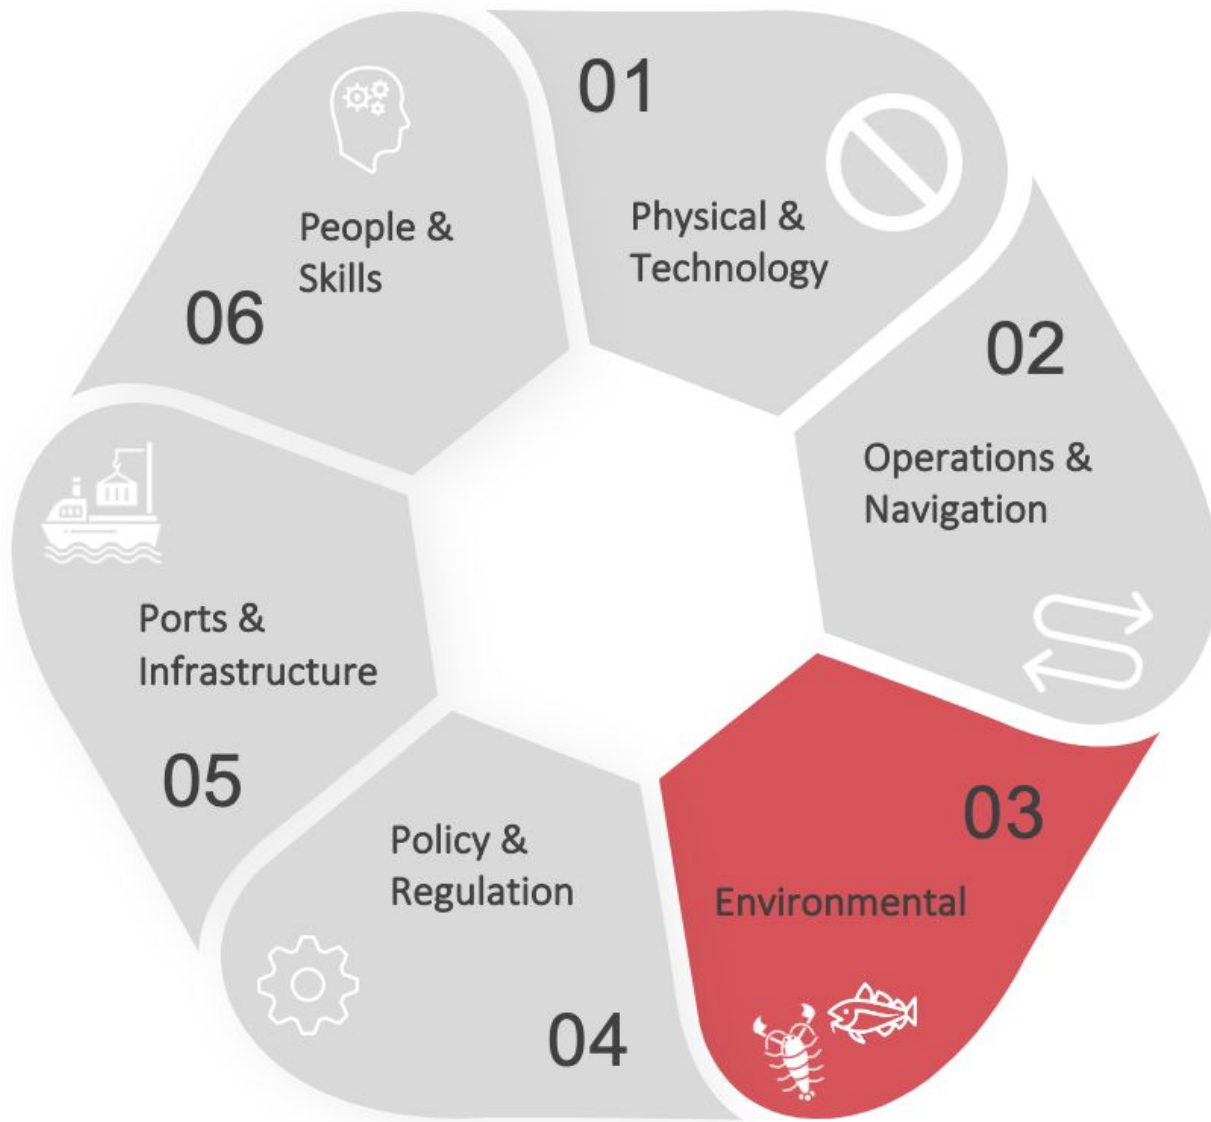 01
Physical &
Technology
02
Operations &
Navigation
03
Environmental
04
Policy &
Regulation
05
Ports &
Infrastructure
06
People &
Skills